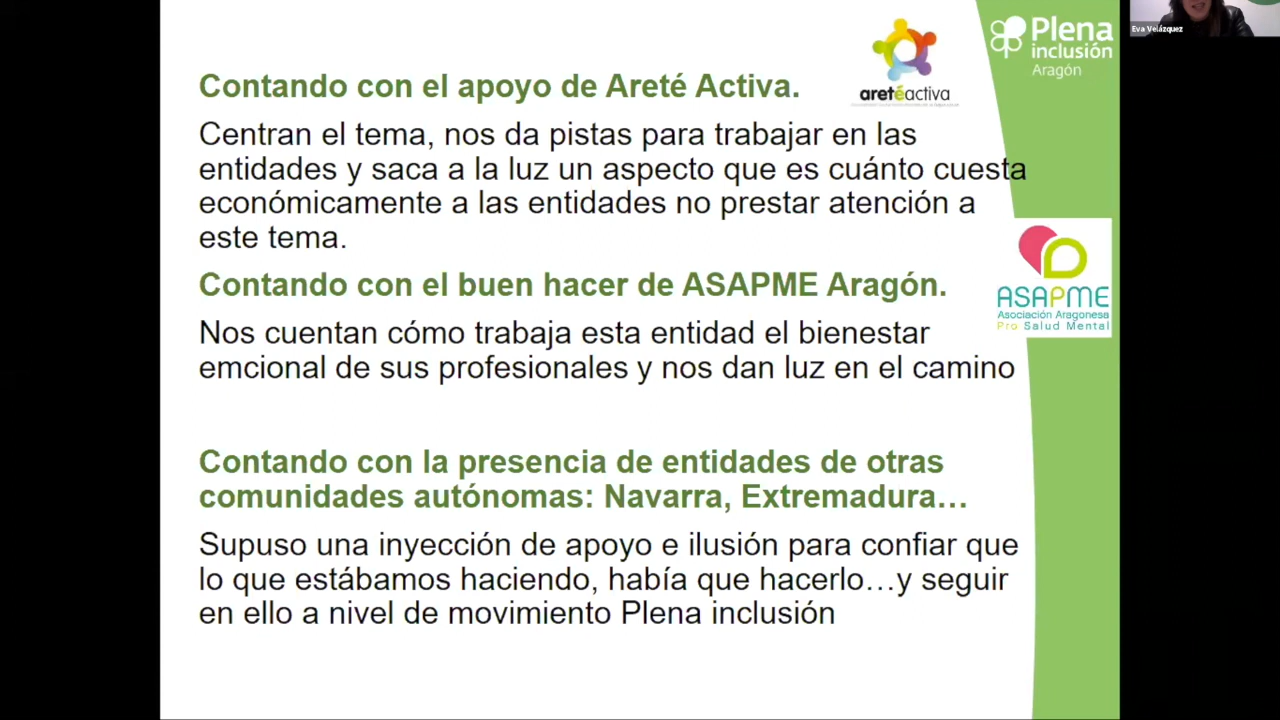 Contando con el apoyo de Areté Activa.
Centran el tema, nos da pistas para trabajar en las
entidades y saca a la luz un aspecto que es cuánto cuesta
económicamente a las entidades no prestar atención a
este tema.
Contando con el buen hacer de ASAPME Aragón.
Nos cuentan cómo trabaja esta entidad el bienestar
emcional de sus profesionales y nos dan luz en el camino
Contando con la presencia de entidades de otras
comunidades autónomas: Navarra, Extremadura…
Supuso una inyección de apoyo e ilusión para confiar que
lo que estábamos haciendo, había que hacerlo…y seguir
en ello a nivel de movimiento Plena inclusión
aretéactiva
Plena
inclusión
Aragón
ASAPME
Asociación Aragonesa
Pro Salud Mental
Eva Velázquez